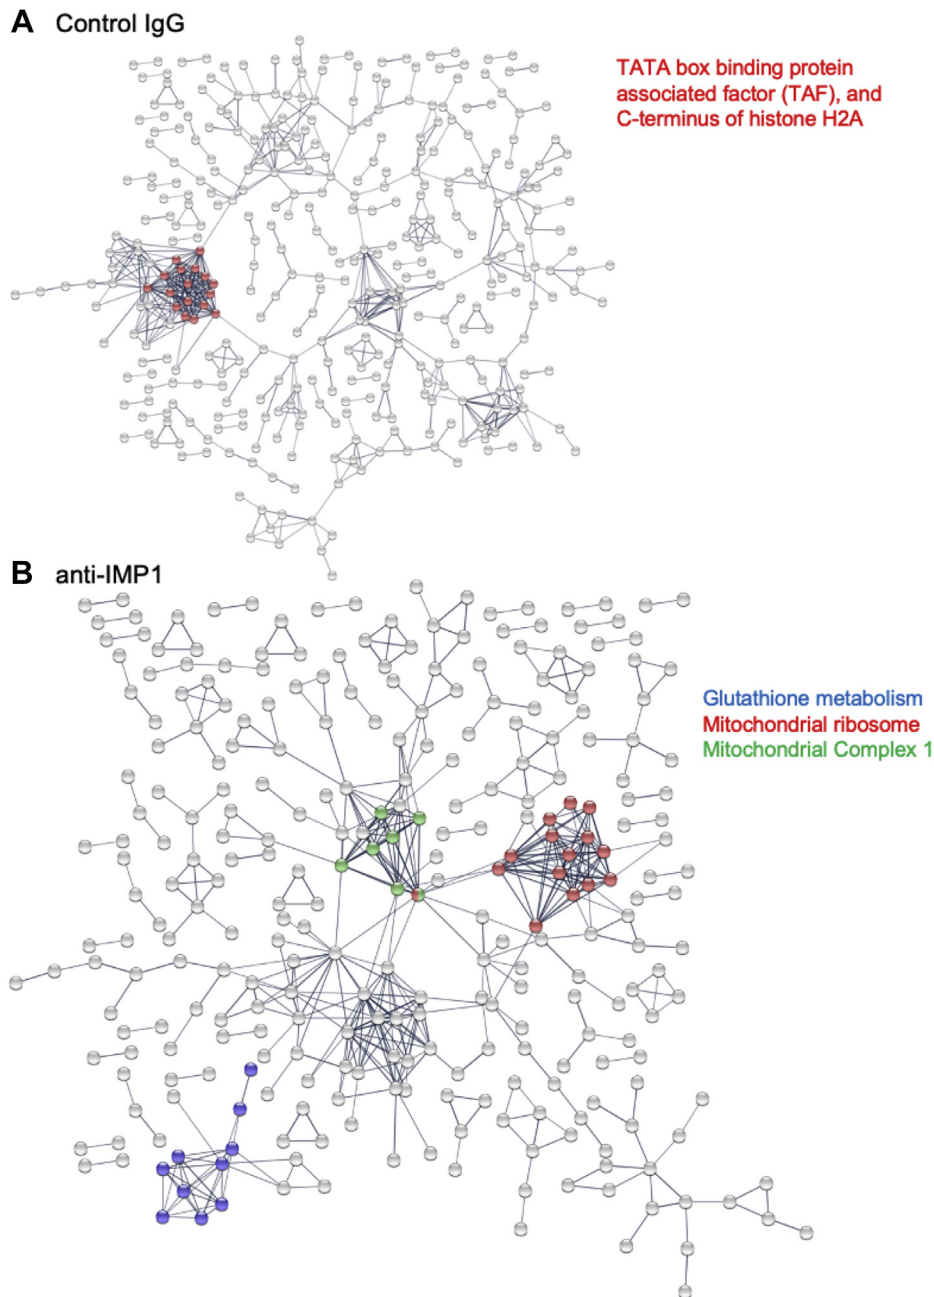 A Control IgG
TATA box binding protein
associated factor (TAF), and
C-terminus of histone H2A
B anti-IMP1
Glutathione metabolism
Mitochondrial ribosome
Mitochondrial Complex 1